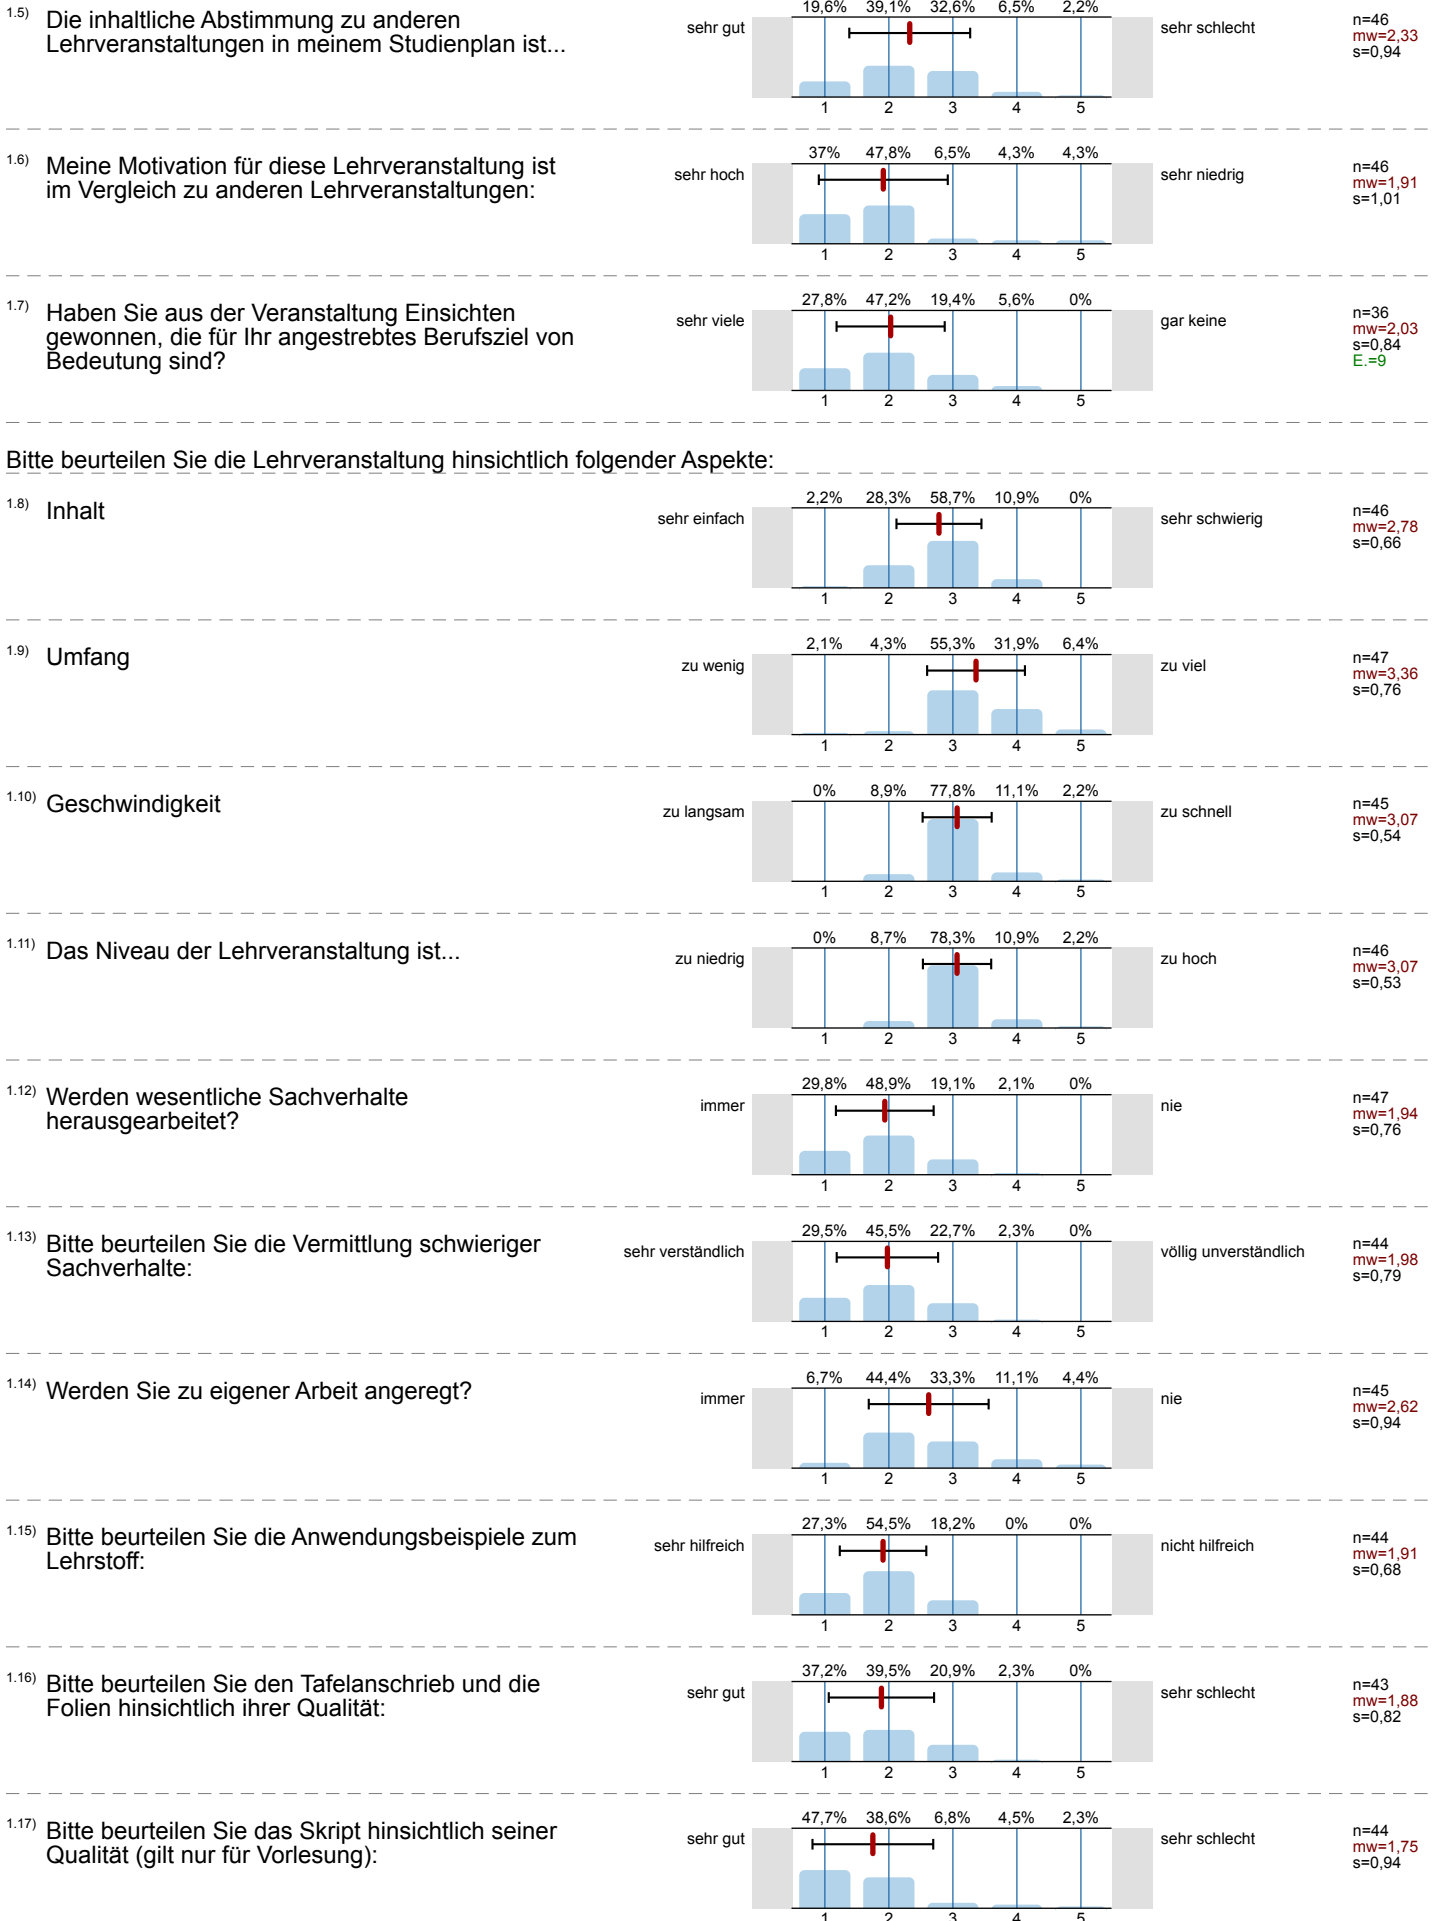 1.5) Die inhaltliche Abstimmung zu anderen
Lehrveranstaltungen in meinem Studienplan ist...
sehr gut
19,6% 39,1% 32,6% 6,5% 2,2%
1 2 3 4 5
sehr schlecht
n=46
mw=2,33
s=0,94
1.6) Meine Motivation für diese Lehrveranstaltung ist
im Vergleich zu anderen Lehrveranstaltungen:
sehr hoch
37% 47,8% 6,5% 4,3% 4,3%
1 2 3 4 5
sehr niedrig
n=46
mw=1,91
s=1,01
1.7) Haben Sie aus der Veranstaltung Einsichten
gewonnen, die für Ihr angestrebtes Berufsziel von
Bedeutung sind?
sehr viele
27,8% 47,2% 19,4% 5,6% 0%
1 2 3 4 5
gar keine
n=36
mw=2,03
s=0,84
E.=9
Bitte beurteilen Sie die Lehrveranstaltung hinsichtlich folgender Aspekte:
1.8) Inhalt
sehr einfach
2,2% 28,3% 58,7% 10,9% 0%
1 2 3 4 5
sehr schwierig
n=46
mw=2,78
s=0,66
1.9) Umfang
zu wenig
2,1% 4,3% 55,3% 31,9% 6,4%
1 2 3 4 5
zu viel
n=47
mw=3,36
s=0,76
1.10) Geschwindigkeit
zu langsam
0% 8,9% 77,8% 11,1% 2,2%
1 2 3 4 5
zu schnell
n=45
mw=3,07
s=0,54
1.11) Das Niveau der Lehrveranstaltung ist...
zu niedrig
0% 8,7% 78,3% 10,9% 2,2%
1 2 3 4 5
zu hoch
n=46
mw=3,07
s=0,53
1.12) Werden wesentliche Sachverhalte
herausgearbeitet?
immer
29,8% 48,9% 19,1% 2,1% 0%
1 2 3 4 5
nie
n=47
mw=1,94
s=0,76
1.13) Bitte beurteilen Sie die Vermittlung schwieriger
Sachverhalte:
sehr verständlich
29,5% 45,5% 22,7% 2,3% 0%
1 2 3 4 5
völlig unverständlich
n=44
mw=1,98
s=0,79
1.14) Werden Sie zu eigener Arbeit angeregt?
immer
6,7% 44,4% 33,3% 11,1% 4,4%
1 2 3 4 5
nie
n=45
mw=2,62
s=0,94
1.15) Bitte beurteilen Sie die Anwendungsbeispiele zum
Lehrstoff:
sehr hilfreich
27,3% 54,5% 18,2% 0% 0%
1 2 3 4 5
nicht hilfreich
n=44
mw=1,91
s=0,68
1.16) Bitte beurteilen Sie den Tafelanschrieb und die
Folien hinsichtlich ihrer Qualität:
sehr gut
37,2% 39,5% 20,9% 2,3% 0%
1 2 3 4 5
sehr schlecht
n=43
mw=1,88
s=0,82
1.17) Bitte beurteilen Sie das Skript hinsichtlich seiner
Qualität (gilt nur für Vorlesung):
sehr gut
47,7% 38,6% 6,8% 4,5% 2,3%
1 2 3 4 5
sehr schlecht
n=44
mw=1,75
s=0,94